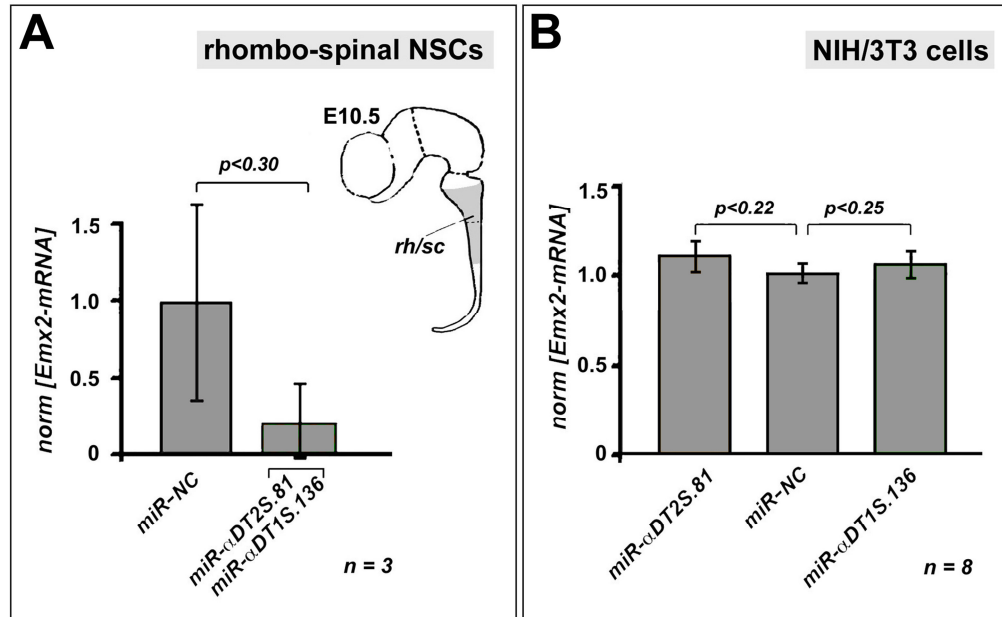 A
rhombo-spinal NSCs
E10.5
p<0.30
rh/sc
norm [Emx2-mRNA]
1.5
1.0
0.5
0
miR-NC
miR-αDT2S.81
miR-αDT1S.136
n = 3
B
NIH/3T3 cells
p<0.22
p<0.25
norm [Emx2-mRNA]
1.5
1.0
0.5
0
miR-αDT2S.81
miR-NC
miR-αDT1S.136
n = 8